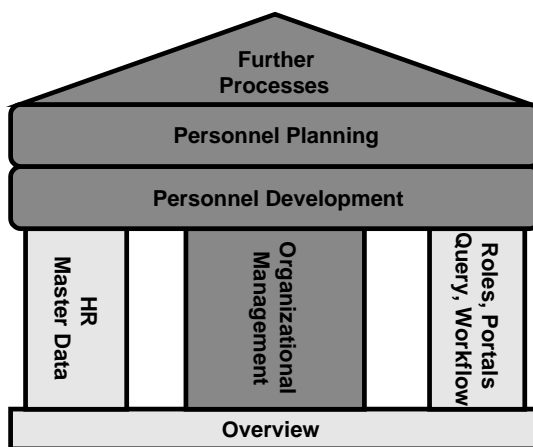 Further
Processes
Personnel Planning
Personnel Development
HR
Master Data
Organizational
Management
Roles, Portals
Query, Workflow
Overview